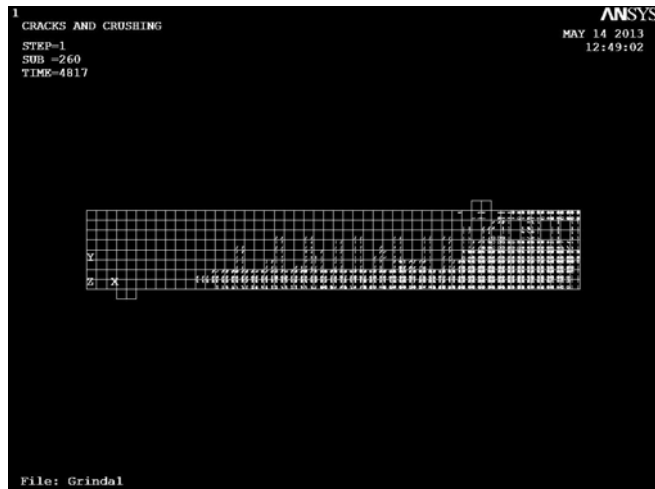 1
CRACKS AND CRUSHING
STEP=1
SUB =260
TIME=4817
ANSYS
MAY 14 2013
12:49:02
Y
Z X
File: Grindal